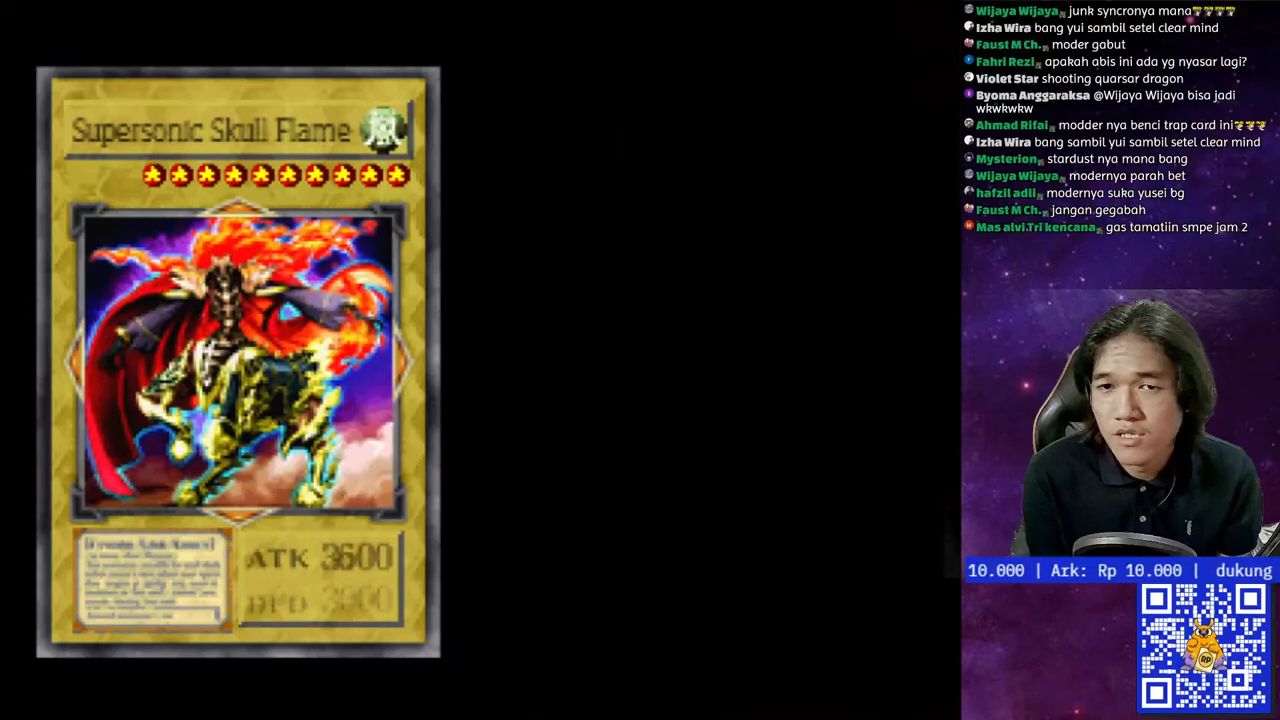 Supersonic Skull Flame
ATK 3600
Wijaya Wijaya junk syncronya mana
Izha Wira bang yui sambil setel clear mind
Faust M Ch. moder gabut
Fahri Rezi apakah abis ini ada yg nyasar lagi?
Violet Star shooting quarsar dragon
Byoma Anggaraksa @Wijaya Wijaya bisa jadi
wkwkwkw
Ahmad Rifai modder nya benci trap card ini
Izha Wira bang sambil yui sambil setel clear mind
Mysterion stardust nya mana bang
Wijaya Wijaya modernya parah bet
hafzil adli modernya suka yusei bg
Faust M Ch. jangan gegabah
Mas alvi.Tri kencana gas tamatiin smpe jam 2
10.000 | Ark: Rp 10.000 | dukung
RP